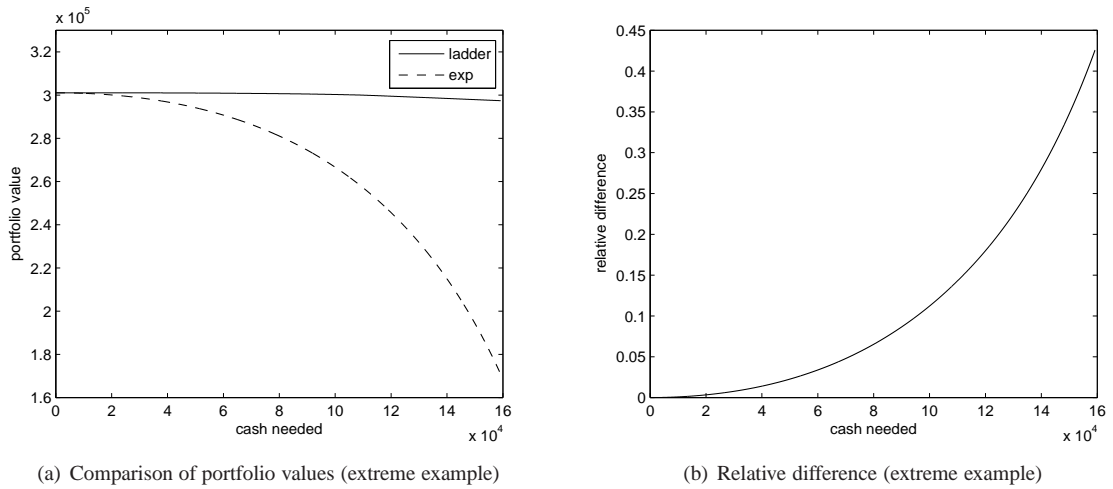 x 10^5
3.2
3
2.8
2.6
2.4
2.2
2
1.8
1.6
portfolio value
ladder
exp
0 2 4 6 8 10 12 14 16
cash needed
x 10^4
(a) Comparison of portfolio values (extreme example)
0.45
0.4
0.35
0.3
0.25
0.2
0.15
0.1
0.05
0
relative difference
0 2 4 6 8 10 12 14 16
cash needed
x 10^4
(b) Relative difference (extreme example)